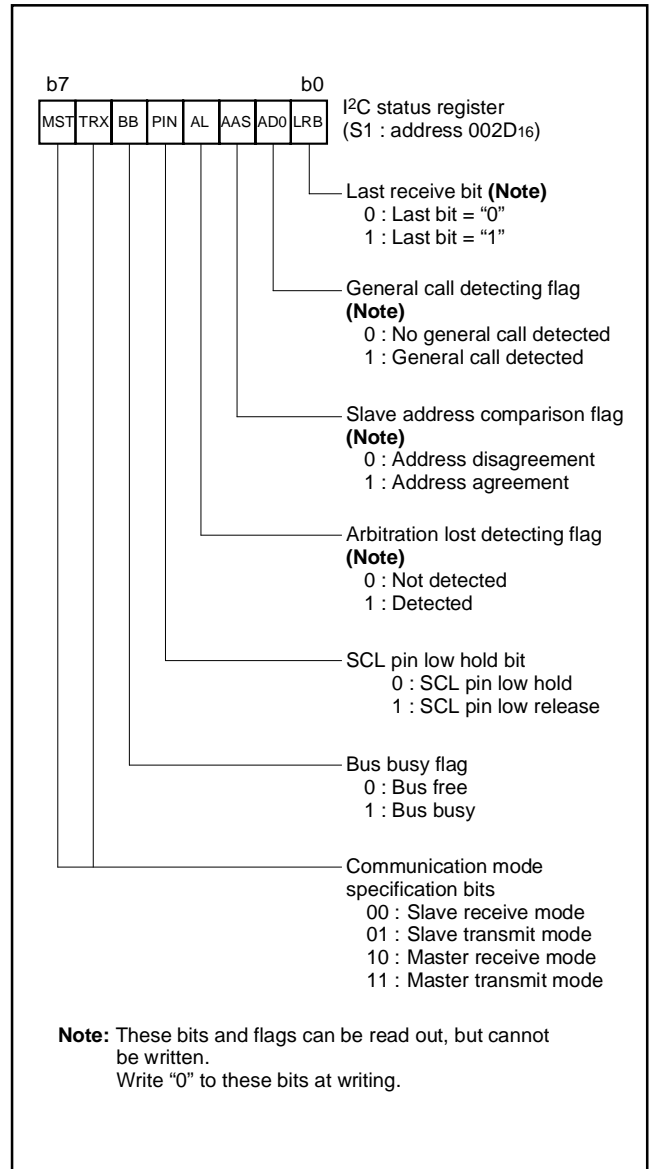 b7 b0
MST TRX BB PIN AL AAS AD0 LRB
I2C status register
(S1 : address 002D16)
Last receive bit (Note)
0 : Last bit = “0”
1 : Last bit = “1”
General call detecting flag
(Note)
0 : No general call detected
1 : General call detected
Slave address comparison flag
(Note)
0 : Address disagreement
1 : Address agreement
Arbitration lost detecting flag
(Note)
0 : Not detected
1 : Detected
SCL pin low hold bit
0 : SCL pin low hold
1 : SCL pin low release
Bus busy flag
0 : Bus free
1 : Bus busy
Communication mode
specification bits
00 : Slave receive mode
01 : Slave transmit mode
10 : Master receive mode
11 : Master transmit mode
Note: These bits and flags can be read out, but cannot
be written.
Write “0” to these bits at writing.